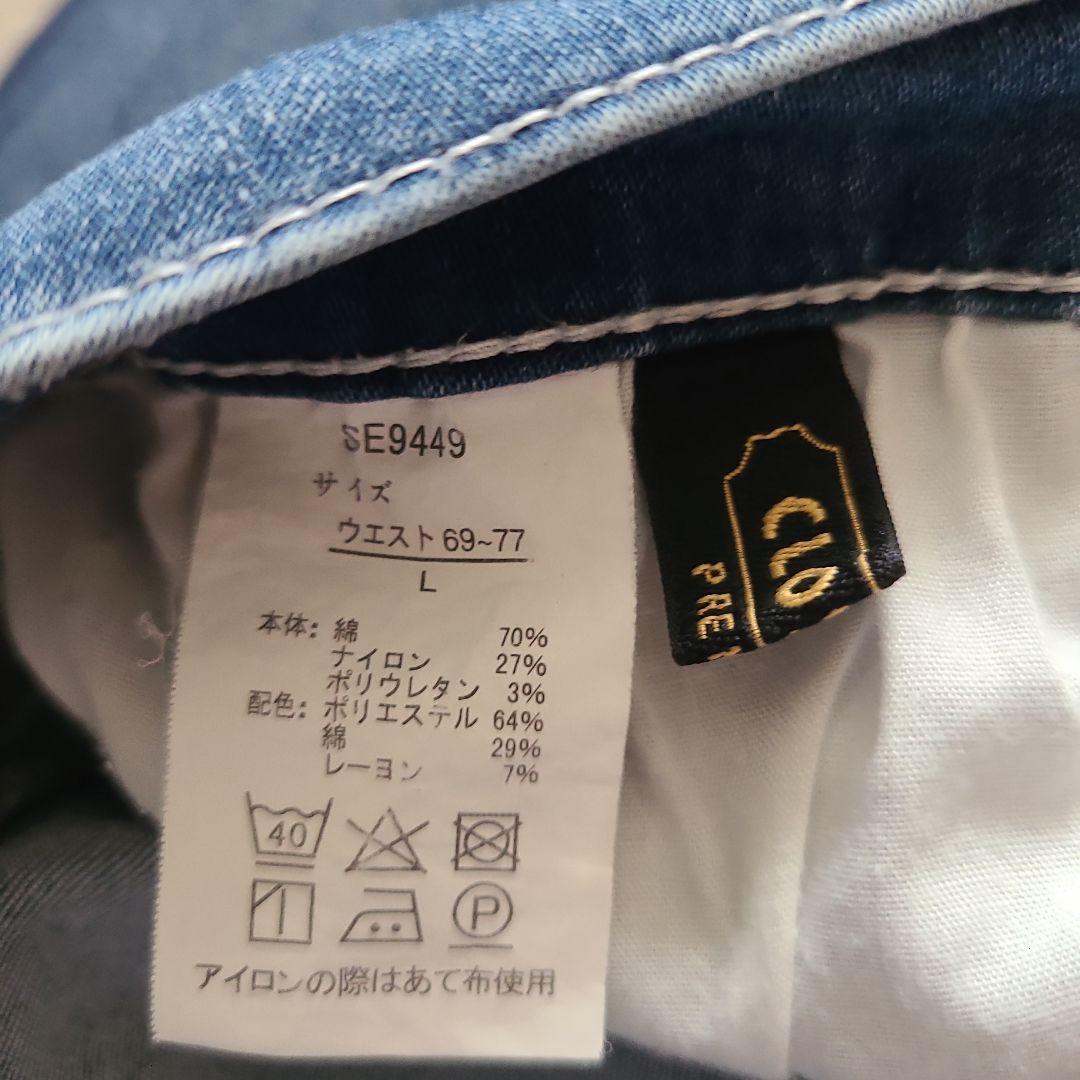 SE9449
サイズ
ウエスト 69~77
L
本体: 綿 70%
ナイロン 27%
ポリウレタン 3%
配色: ポリエステル 64%
綿 29%
レーヨン 7%
40
P
アイロンの際はあて布使用
CLO
PRE